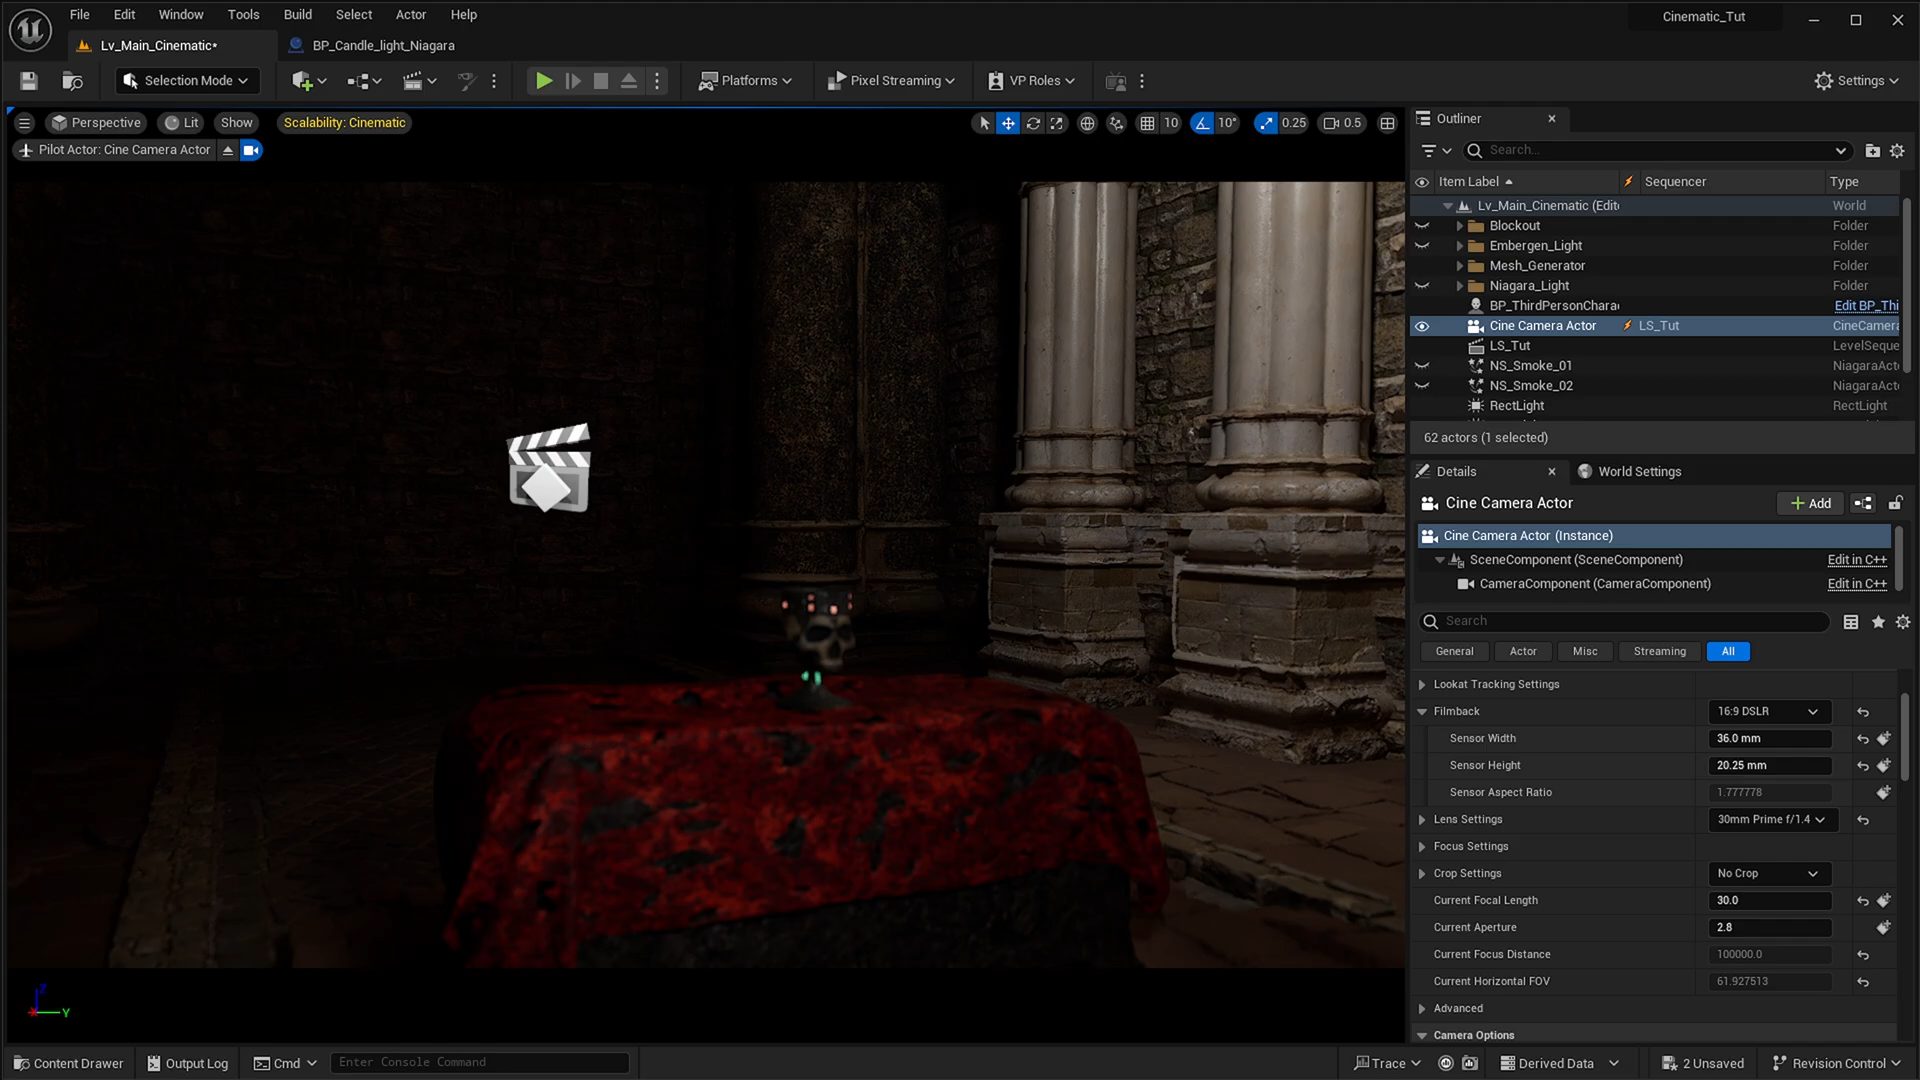 File Edit Window Tools Build Select Actor Help
Cinematic_Tut
Lv_Main_Cinematic*
BP_Candle_light_Niagara
Selection Mode
Platforms
Pixel Streaming
VP Roles
Settings
Perspective
Lit
Show
Scalability: Cinematic
10
10°
0.25
0.5
Pilot Actor: Cine Camera Actor
Outliner
Search...
Item Label Sequencer Type
Lv_Main_Cinematic (Edito World
Blockout Folder
Embergen_Light Folder
Mesh_Generator Folder
Niagara_Light Folder
BP_ThirdPersonCharac Edit BP_Thi
Cine Camera Actor LS_Tut CineCamera
LS_Tut LevelSeque
NS_Smoke_01 NiagaraActo
NS_Smoke_02 NiagaraActo
RectLight RectLight
62 actors (1 selected)
Details
World Settings
Cine Camera Actor
Add
Cine Camera Actor (Instance)
SceneComponent (SceneComponent) Edit in C++
CameraComponent (CameraComponent) Edit in C++
Search
General Actor Misc Streaming All
Lookat Tracking Settings
Filmback 16:9 DSLR
Sensor Width 36.0 mm
Sensor Height 20.25 mm
Sensor Aspect Ratio 1.777778
Lens Settings 30mm Prime f/1.4
Focus Settings
Crop Settings No Crop
Current Focal Length 30.0
Current Aperture 2.8
Current Focus Distance 100000.0
Current Horizontal FOV 61.927513
Advanced
Camera Options
Z
Y
Content Drawer
Output Log
Cmd
Enter Console Command
Trace
Derived Data
2 Unsaved
Revision Control